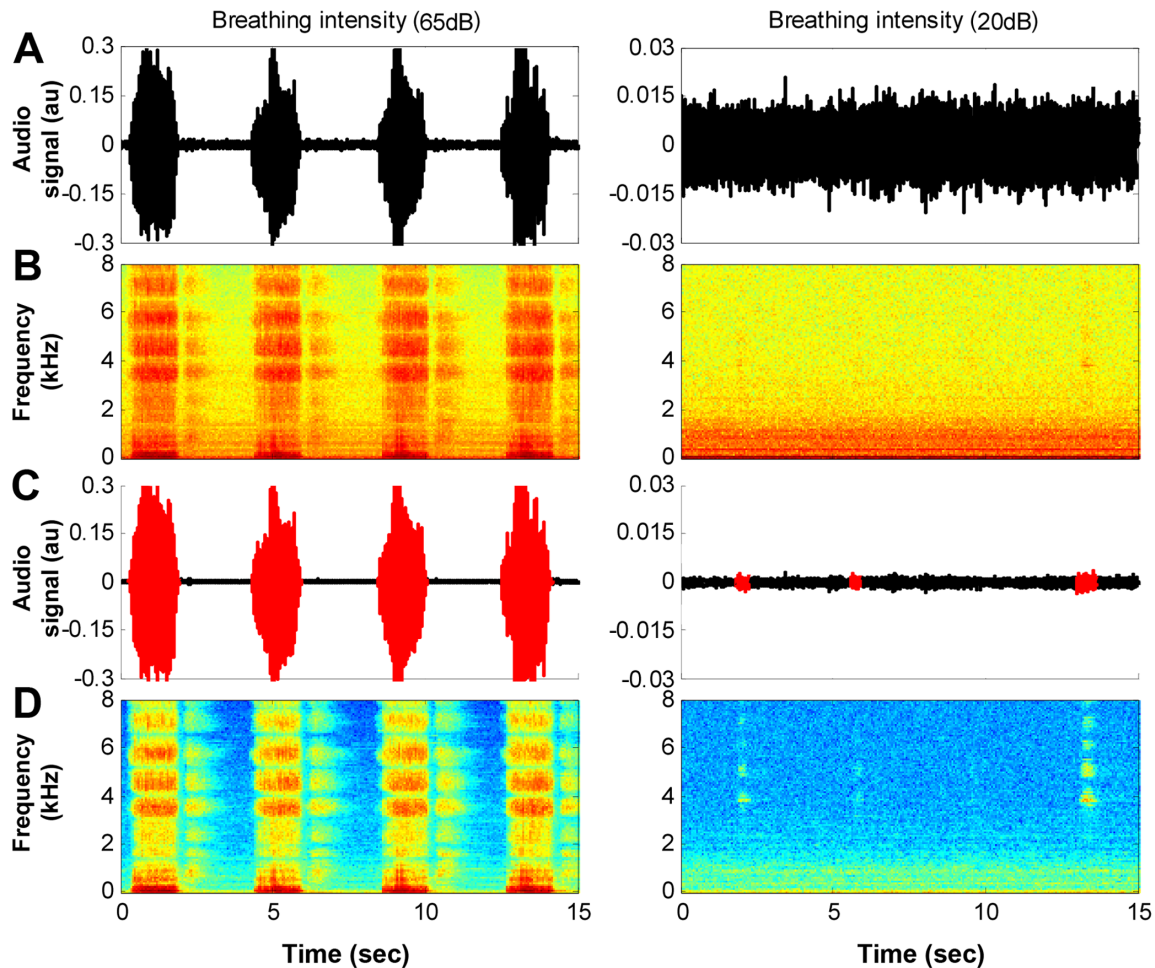 Breathing intensity (65dB)
Breathing intensity (20dB)
A
Audio
signal (au)
0.3
0.15
0
-0.15
-0.3
0.03
0.015
0
-0.015
-0.03
B
Frequency
(kHz)
8
6
4
2
0
8
6
4
2
0
C
Audio
signal (au)
0.3
0.15
0
-0.15
-0.3
0.03
0.015
0
-0.015
-0.03
D
Frequency
(kHz)
8
6
4
2
0
8
6
4
2
0
0 5 10 15
0 5 10 15
Time (sec)
Time (sec)